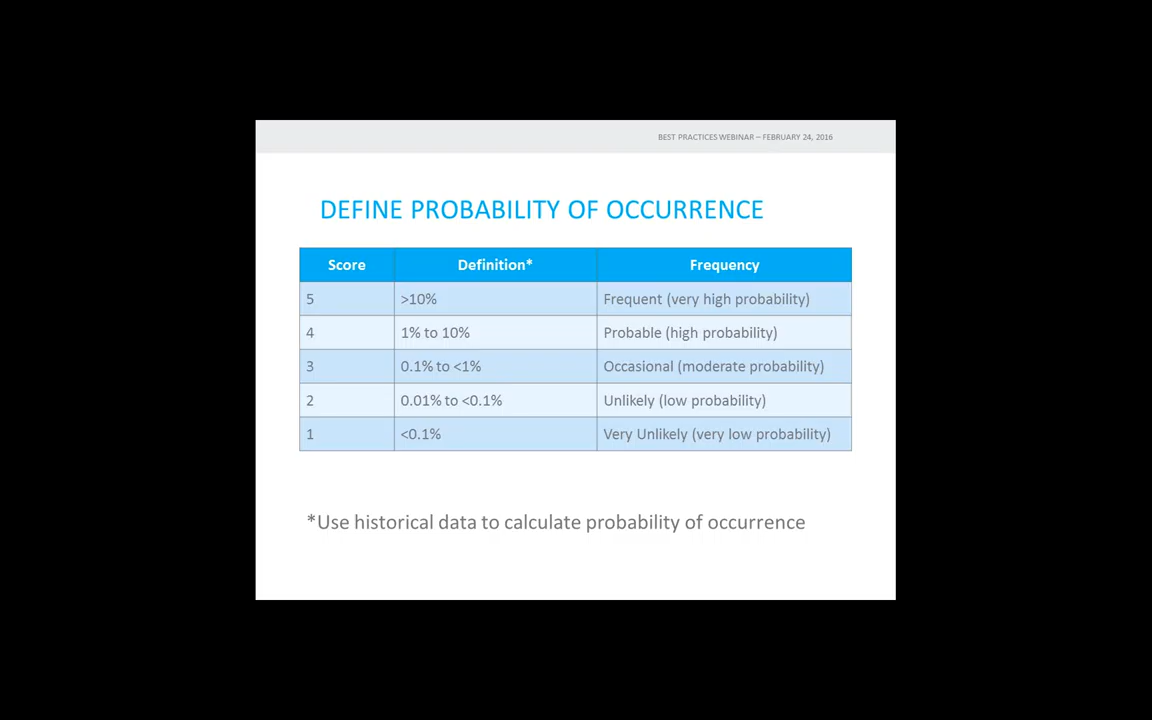 BEST PRACTICES WEBINAR – FEBRUARY 24, 2016
DEFINE PROBABILITY OF OCCURRENCE
Score Definition* Frequency
5 >10% Frequent (very high probability)
4 1% to 10% Probable (high probability)
3 0.1% to <1% Occasional (moderate probability)
2 0.01% to <0.1% Unlikely (low probability)
1 <0.1% Very Unlikely (very low probability)
*Use historical data to calculate probability of occurrence